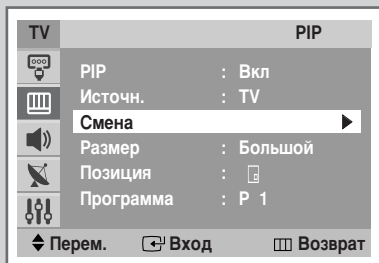 TV PIP
PIP : Вкл
Источн. : TV
Смена
Размер : Большой
Позиция :
Программа : P 1
Перем. Вход Возврат